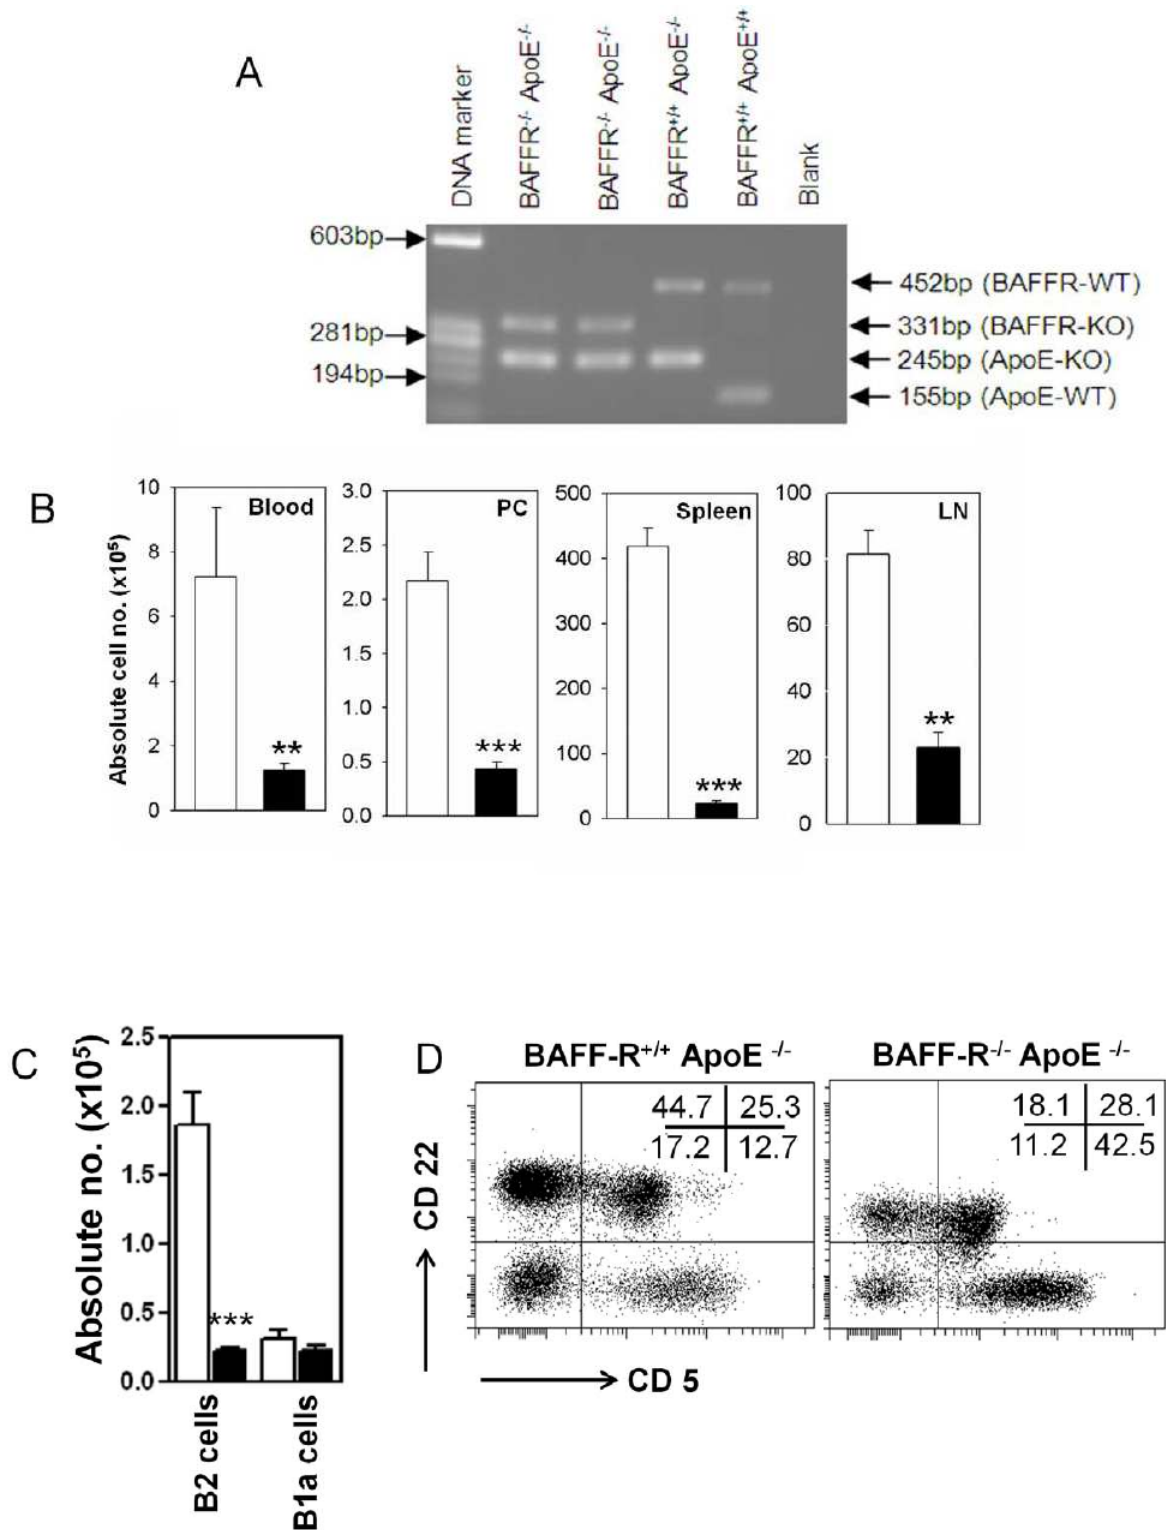 A
DNA marker
BAFFR-/- ApoE-/-
BAFFR-/- ApoE-/-
BAFFR+/+ ApoE-/-
BAFFR+/+ ApoE+/+
Blank
603bp
281bp
194bp
452bp (BAFFR-WT)
331bp (BAFFR-KO)
245bp (ApoE-KO)
155bp (ApoE-WT)
B
Absolute cell no. (x10⁵)
10
8
6
4
2
0
Blood
**
3.0
2.5
2.0
1.5
1.0
0.5
0.0
PC
***
500
400
300
200
100
0
Spleen
***
100
80
60
40
20
0
LN
**
C
Absolute no. (x10⁵)
2.5
2.0
1.5
1.0
0.5
0.0
***
B2 cells
B1a cells
D
BAFF-R+/+ ApoE -/-
44.7 25.3
17.2 12.7
BAFF-R-/- ApoE -/-
18.1 28.1
11.2 42.5
CD 22
CD 5